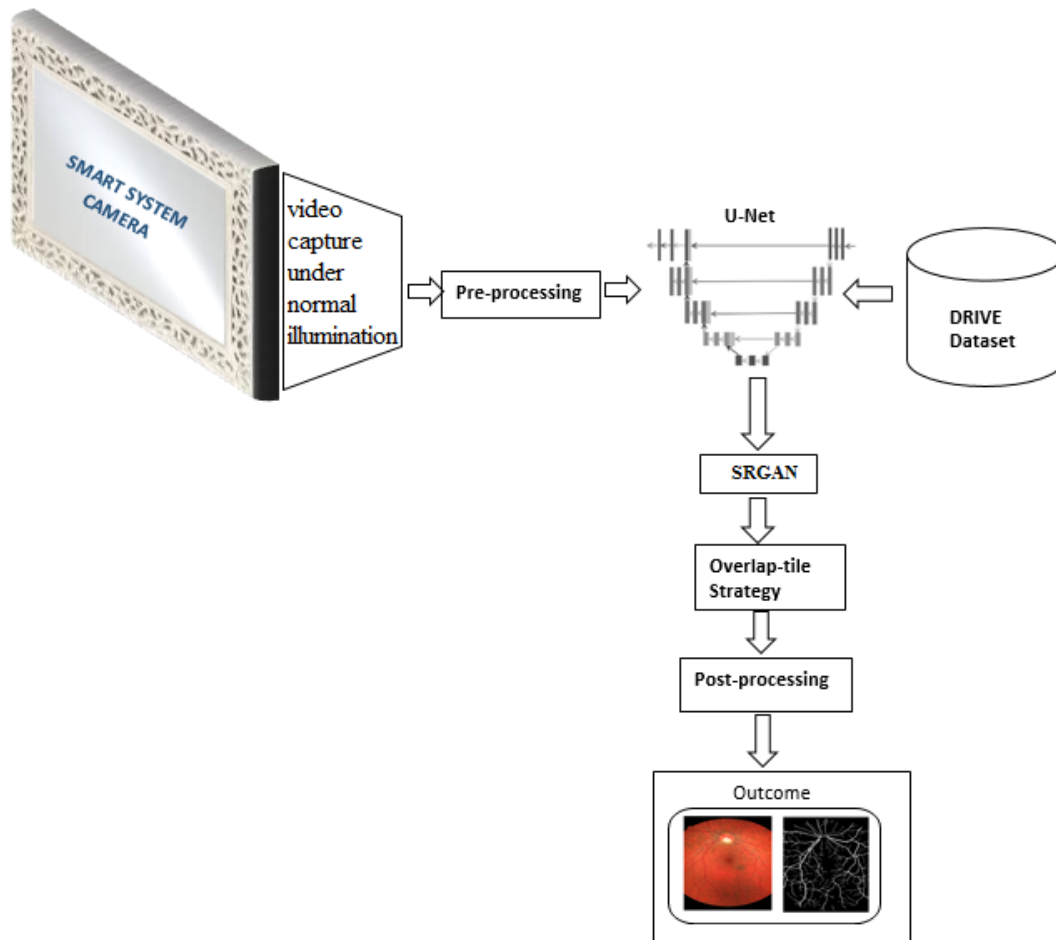 SMART SYSTEM
CAMERA
video
capture
under
normal
illumination
Pre-processing
U-Net
DRIVE
Dataset
SRGAN
Overlap-tile
Strategy
Post-processing
Outcome